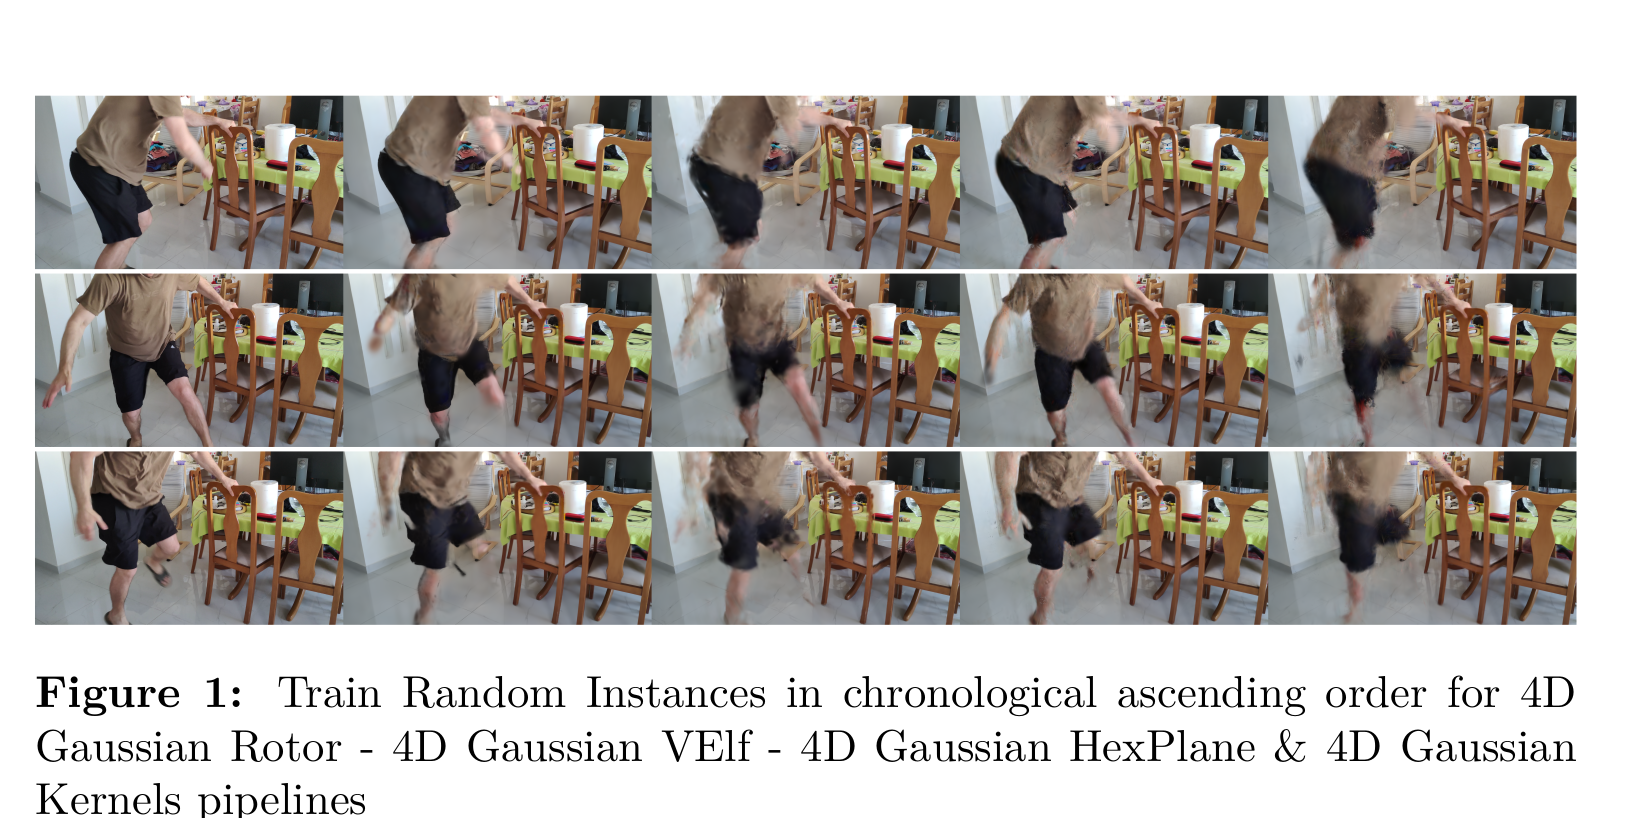 Figure 1: Train Random Instances in chronological ascending order for 4D
Gaussian Rotor - 4D Gaussian VElf - 4D Gaussian HexPlane & 4D Gaussian
Kernels pipelines